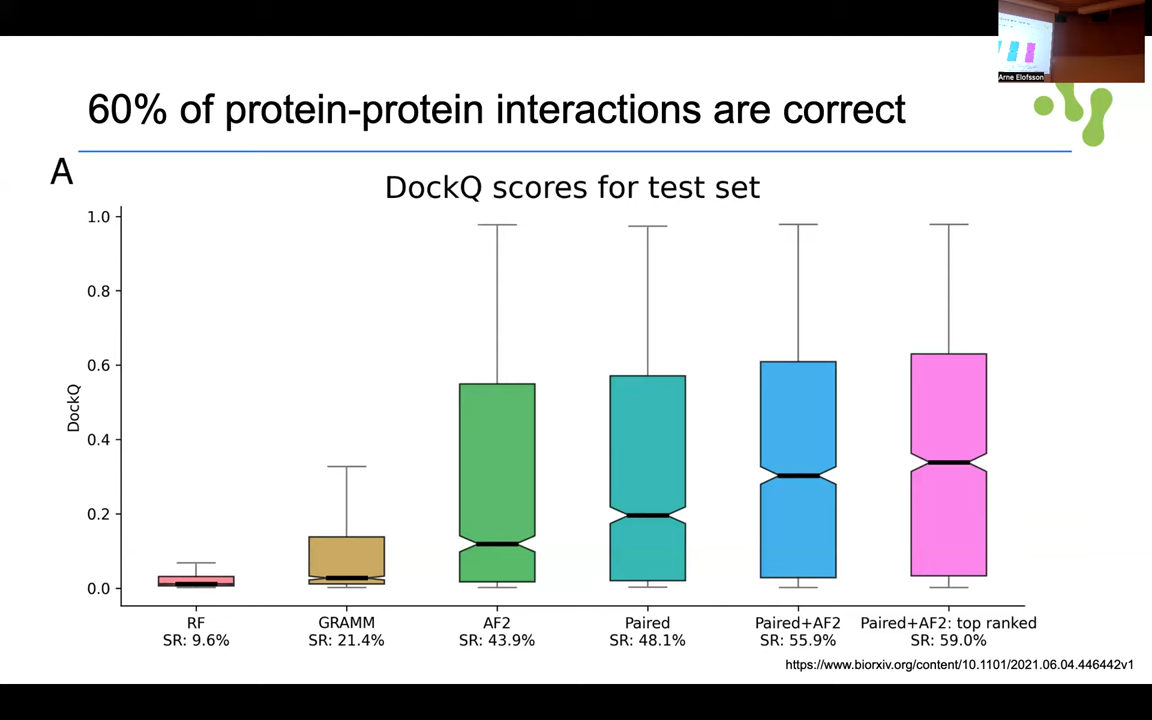 Arne Elofsson
60% of protein-protein interactions are correct
A
DockQ scores for test set
1.0
0.8
0.6
0.4
0.2
0.0
DockQ
RF
SR: 9.6%
GRAMM
SR: 21.4%
AF2
SR: 43.9%
Paired
SR: 48.1%
Paired+AF2
SR: 55.9%
Paired+AF2: top ranked
SR: 59.0%
https://www.biorxiv.org/content/10.1101/2021.06.04.446442v1